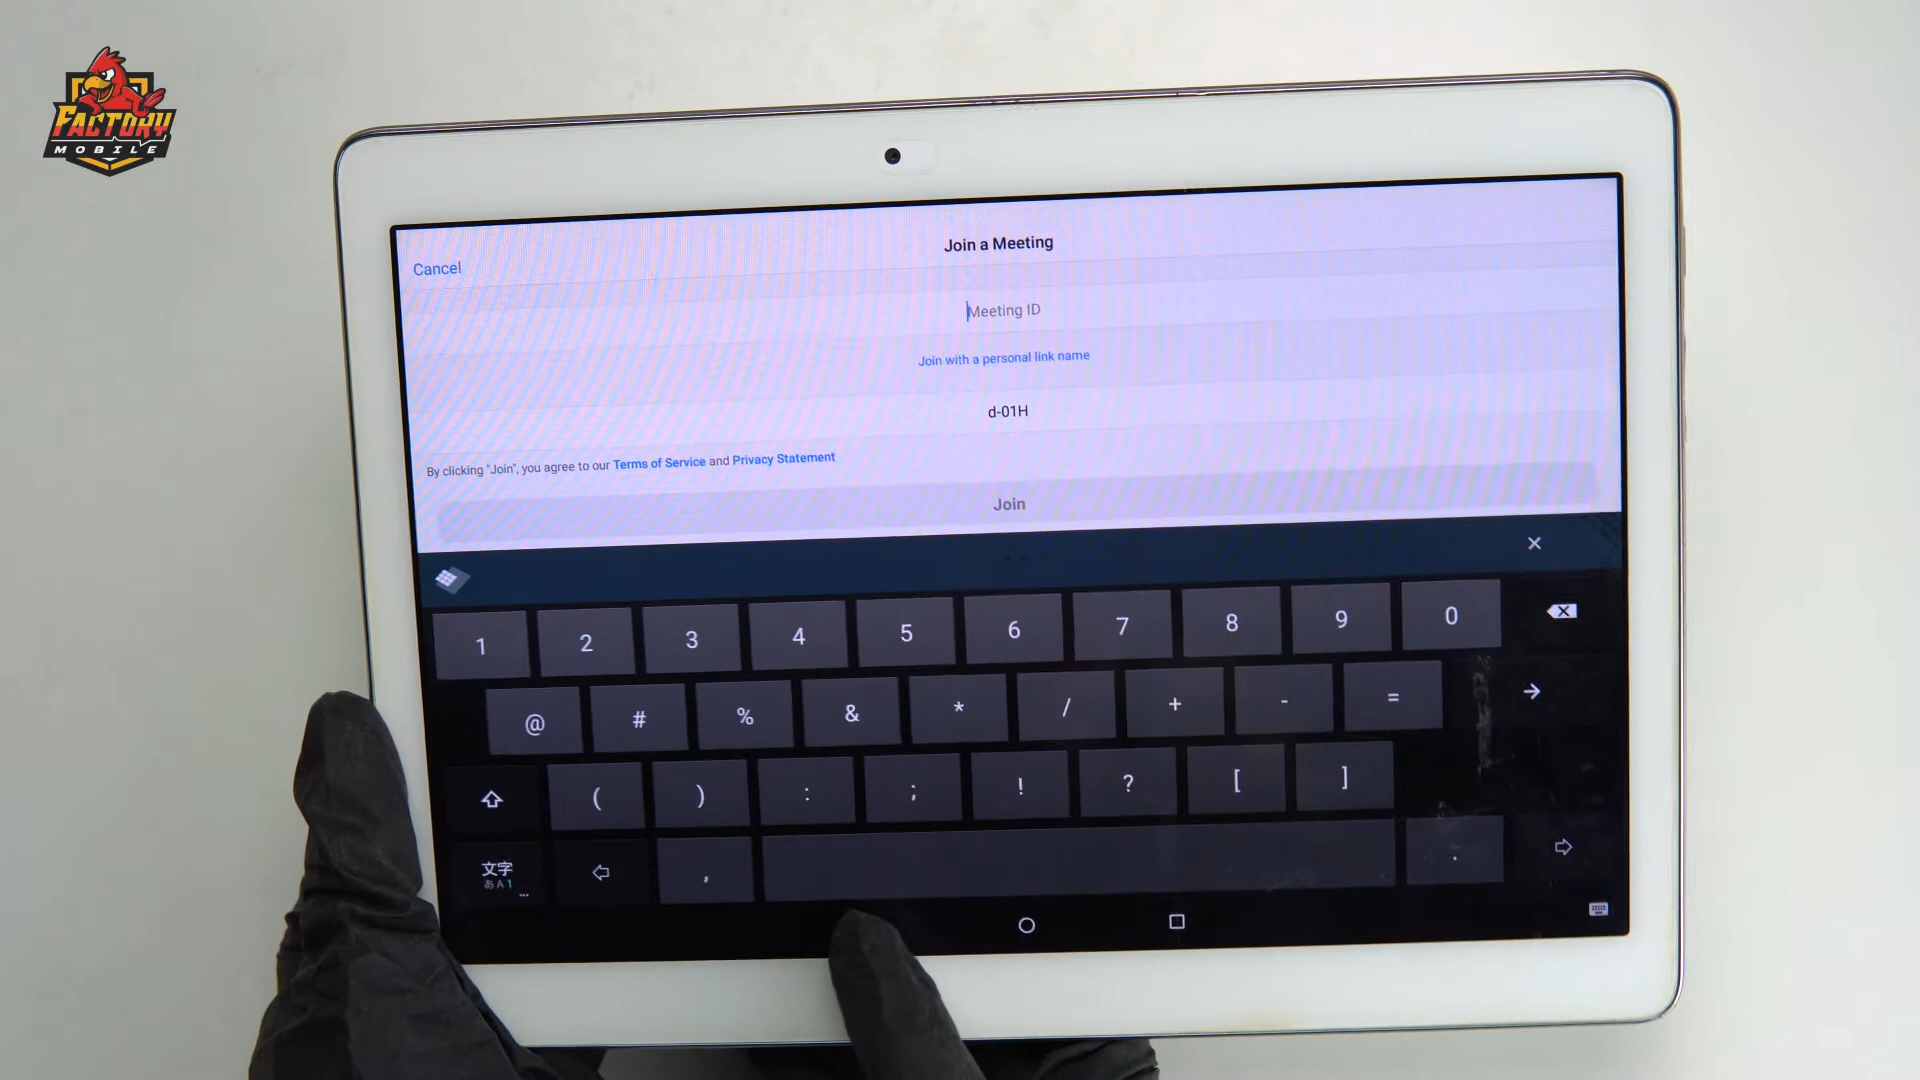 FACTORY
MOBILE
Join a Meeting
Cancel
Meeting ID
Join with a personal link name
d-01H
By clicking "Join", you agree to our Terms of Service and Privacy Statement
Join
1 2 3 4 5 6 7 8 9 0
@ # % & * / + - =
( ) : ; ! ? [ ]
文字
あ A 1
...
, .